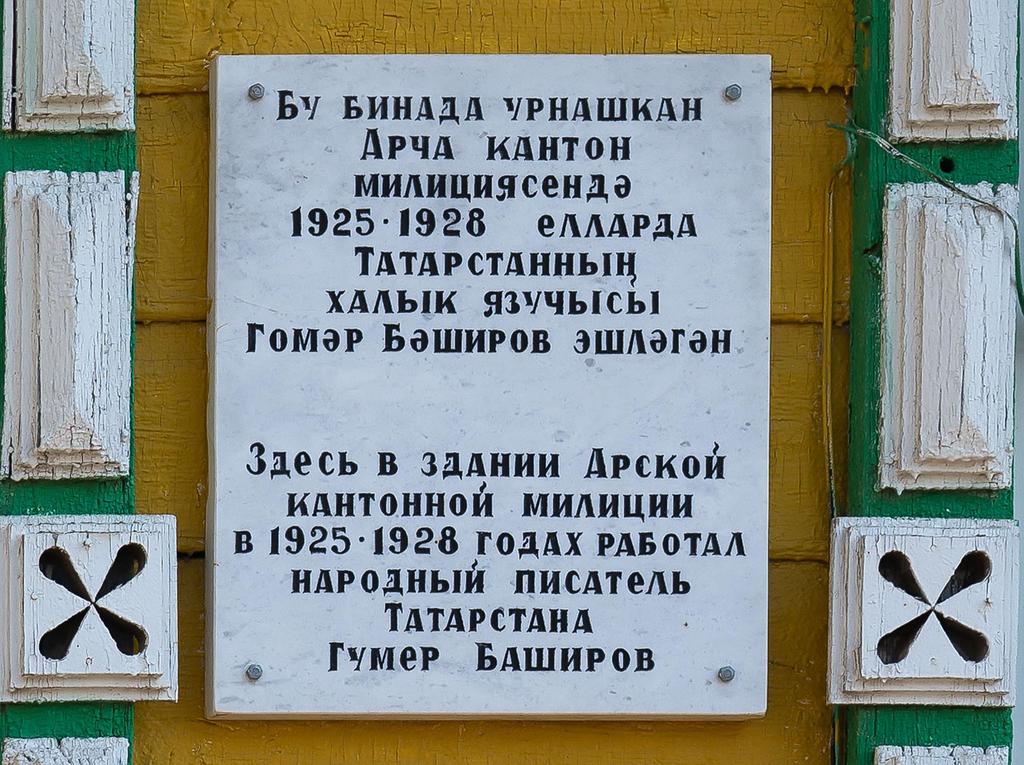 Бу бинада урнашкан
Арча кантон
милициясендә
1925·1928 елларда
Татарстанның
халык язучысы
Гомәр Бәширов эшләгән
Здесь в здании Арской
кантонной милиции
в 1925·1928 годах работал
народный писатель
Татарстана
Гумер Баширов